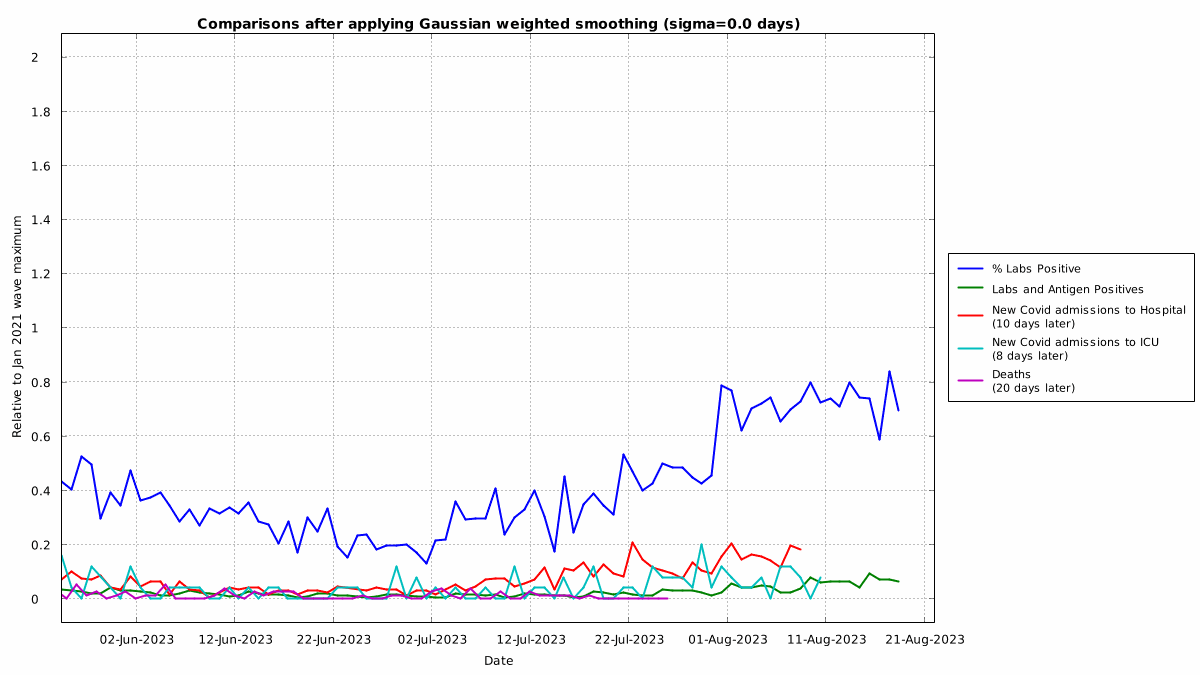 Comparisons after applying Gaussian weighted smoothing (sigma=0.0 days)
Relative to Jan 2021 wave maximum
2
1.8
1.6
1.4
1.2
1
0.8
0.6
0.4
0.2
0
02-Jun-2023
12-Jun-2023
22-Jun-2023
02-Jul-2023
12-Jul-2023
22-Jul-2023
01-Aug-2023
11-Aug-2023
21-Aug-2023
Date
% Labs Positive
Labs and Antigen Positives
New Covid admissions to Hospital
(10 days later)
New Covid admissions to ICU
(8 days later)
Deaths
(20 days later)